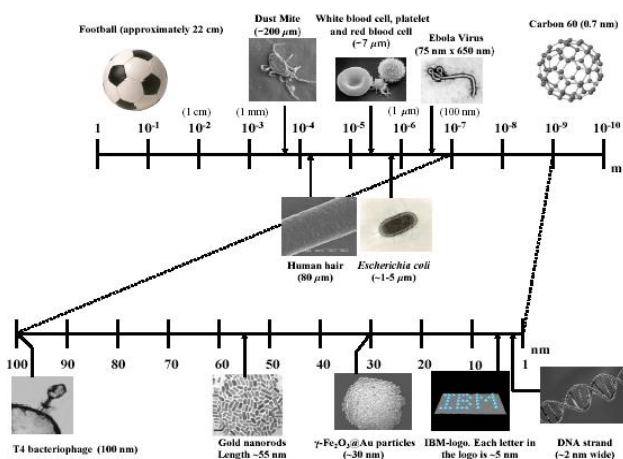 Football (approximately 22 cm)
Dust Mite
(~200 μm)
White blood cell, platelet
and red blood cell
(~7 μm)
Ebola Virus
(75 nm x 650 nm)
Carbon 60 (0.7 nm)
(1 cm) (1 mm) (1 μm) (100 nm)
1 10⁻¹ 10⁻² 10⁻³ 10⁻⁴ 10⁻⁵ 10⁻⁶ 10⁻⁷ 10⁻⁸ 10⁻⁹ 10⁻¹⁰
m
Human hair
(80 μm)
Escherichia coli
(~1-5 μm)
nm
100 90 80 70 60 50 40 30 20 10 1
IBM
T4 bacteriophage (100 nm)
Gold nanorods
Length ~55 nm
γ-Fe₂O₃@Au particles
(~30 nm)
IBM-logo. Each letter in
the logo is ~5 nm
DNA strand
(~2 nm wide)